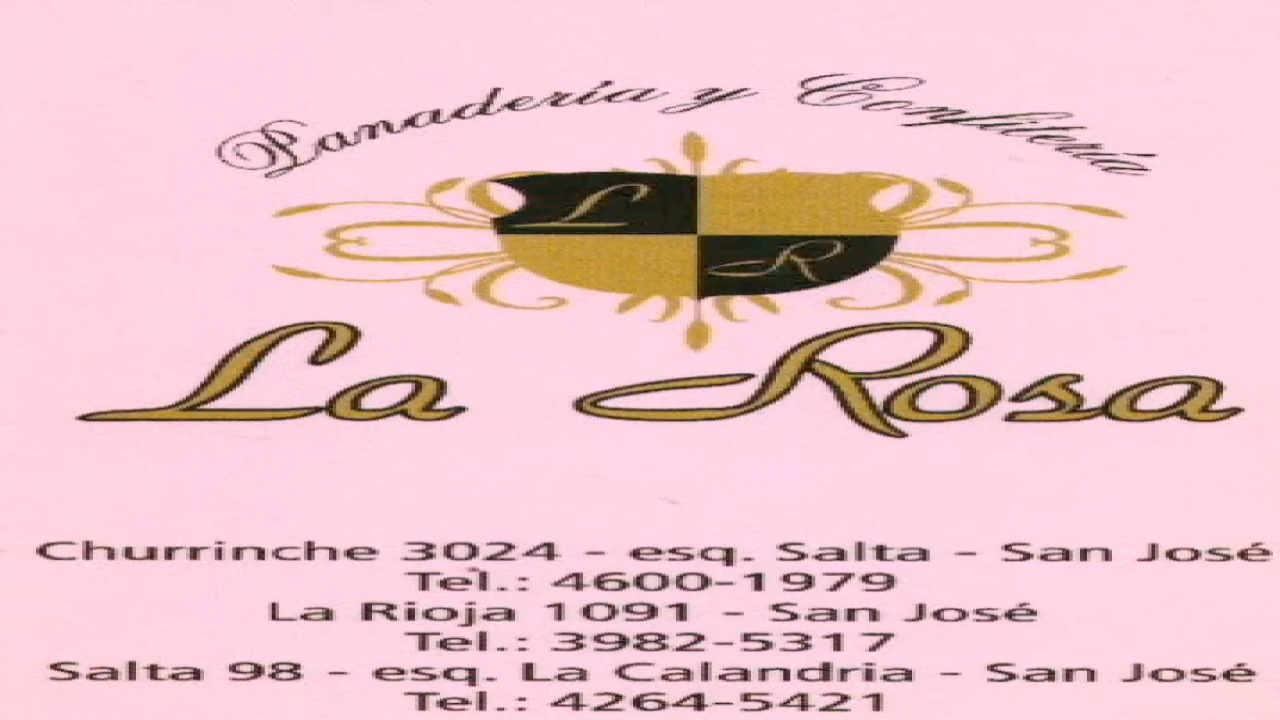 Panadería y Confitería
L
R
La Rosa
Churrinche 3024 - esq. Salta - San José
Tel.: 4600-1979
La Rioja 1091 - San José
Tel.: 3982-5317
Salta 98 - esq. La Calandria - San José
Tel.: 4264-5421